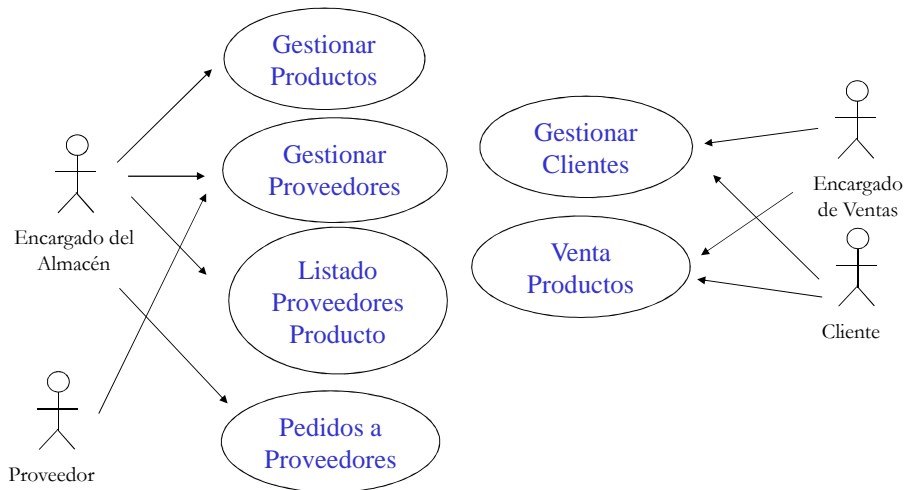 Gestionar
Productos
Gestionar
Proveedores
Encargado del
Almacén
Listado
Proveedores
Producto
Pedidos a
Proveedores
Proveedor
Gestionar
Clientes
Encargado
de Ventas
Venta
Productos
Cliente